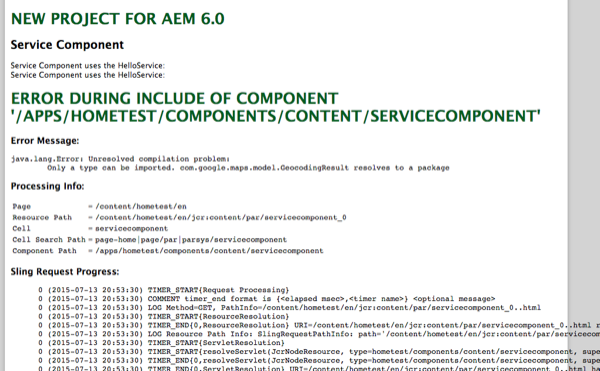 NEW PROJECT FOR AEM 6.0
Service Component
Service Component uses the HelloService:
Service Component uses the HelloService:
ERROR DURING INCLUDE OF COMPONENT
'/APPS/HOMETEST/COMPONENTS/CONTENT/SERVICECOMPONENT'
Error Message:
java.lang.Error: Unresolved compilation problem:
Only a type can be imported. com.google.maps.model.GeocodingResult resolves to a package
Processing Info:
Page = /content/hometest/en
Resource Path = /content/hometest/en/jcr:content/par/servicecomponent_0
Cell = servicecomponent
Cell Search Path = page-home|page/par|parsys/servicecomponent
Component Path = /apps/hometest/components/content/servicecomponent
Sling Request Progress:
0 (2015-07-13 20:53:30) TIMER_START{Request Processing}
0 (2015-07-13 20:53:30) COMMENT timer_end format is {<elapsed msec>,<timer name>} <optional message>
0 (2015-07-13 20:53:30) LOG Method=GET, PathInfo=/content/hometest/en/jcr:content/par/servicecomponent_0..html
0 (2015-07-13 20:53:30) TIMER_START{ResourceResolution}
0 (2015-07-13 20:53:30) TIMER_END{0,ResourceResolution} URI=/content/hometest/en/jcr:content/par/servicecomponent_0..html r
0 (2015-07-13 20:53:30) LOG Resource Path Info: SlingRequestPathInfo: path='/content/hometest/en/jcr:content/par/servicecom
0 (2015-07-13 20:53:30) TIMER_START{ServletResolution}
0 (2015-07-13 20:53:30) TIMER_START{resolveServlet(JcrNodeResource, type=hometest/components/content/servicecomponent, supe
0 (2015-07-13 20:53:30) TIMER_END{0,resolveServlet(JcrNodeResource, type=hometest/components/content/servicecomponent, supe
0 (2015-07-13 20:53:30) TIMER_END{0,ServletResolution} URI=/content/hometest/en/jcr:content/par/servicecomponent_0..html ha